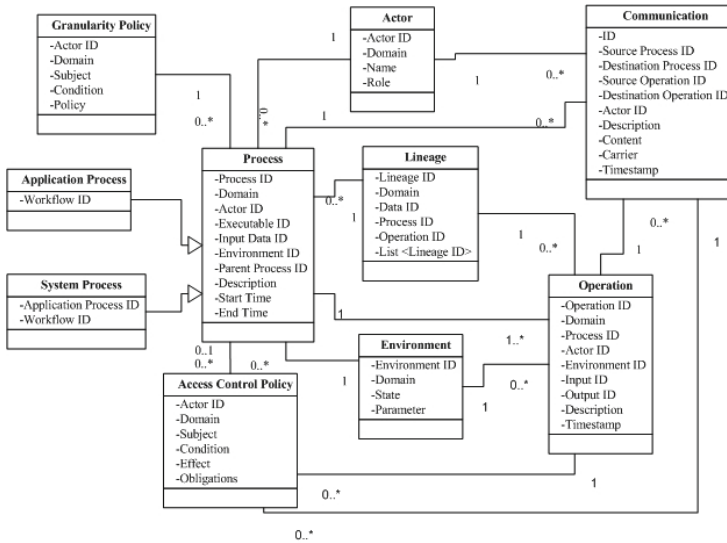 Granularity Policy
-Actor ID
-Domain
-Subject
-Condition
-Policy
Actor
-Actor ID
-Domain
-Name
-Role
Communication
-ID
-Source Process ID
-Destination Process ID
-Source Operation ID
-Destination Operation ID
-Actor ID
-Description
-Content
-Carrier
-Timestamp
1
0..*
1
0..*
1
0..*
1
0..*
Application Process
-Workflow ID
System Process
-Application Process ID
-Workflow ID
Process
-Process ID
-Domain
-Actor ID
-Executable ID
-Input Data ID
-Environment ID
-Parent Process ID
-Description
-Start Time
-End Time
0..*
1
Lineage
-Lineage ID
-Domain
-Data ID
-Process ID
-Operation ID
-List <Lineage ID>
1
0..*
1
1
Operation
-Operation ID
-Domain
-Process ID
-Actor ID
-Environment ID
-Input ID
-Output ID
-Description
-Timestamp
1
1..*
0..1
0..*
0..*
1
Environment
-Environment ID
-Domain
-State
-Parameter
0..*
1
Access Control Policy
-Actor ID
-Domain
-Subject
-Condition
-Effect
-Obligations
0..*
1
0..*